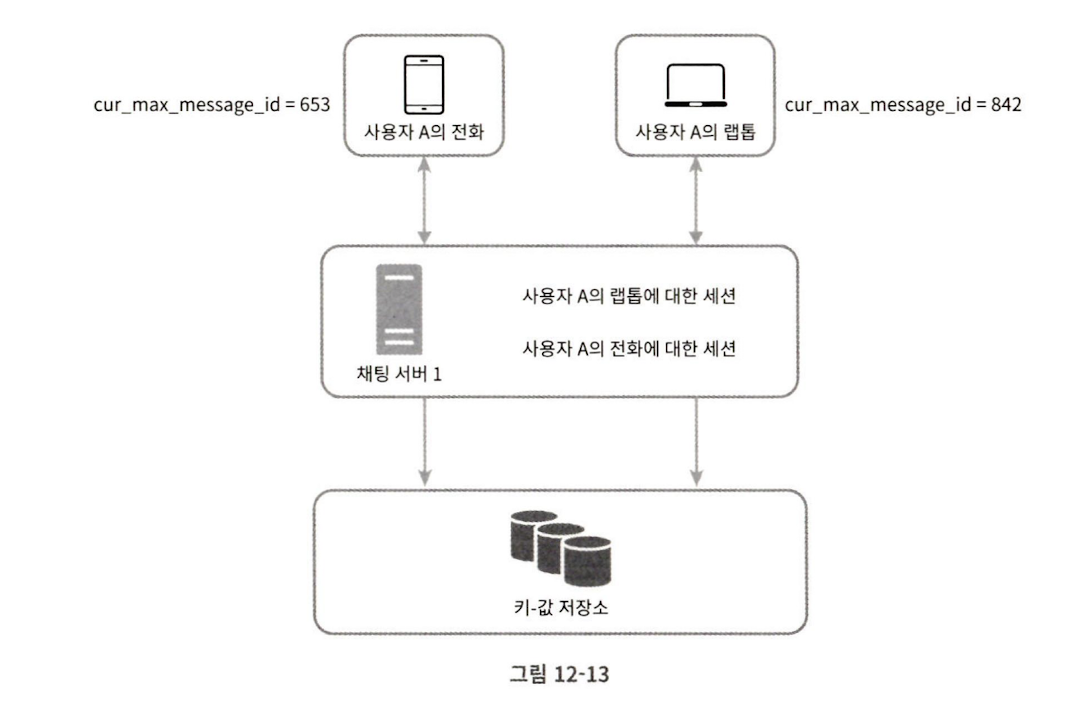 cur_max_message_id = 653
사용자 A의 전화
사용자 A의 랩톱
cur_max_message_id = 842
사용자 A의 랩톱에 대한 세션
사용자 A의 전화에 대한 세션
채팅 서버 1
키-값 저장소
그림 12-13